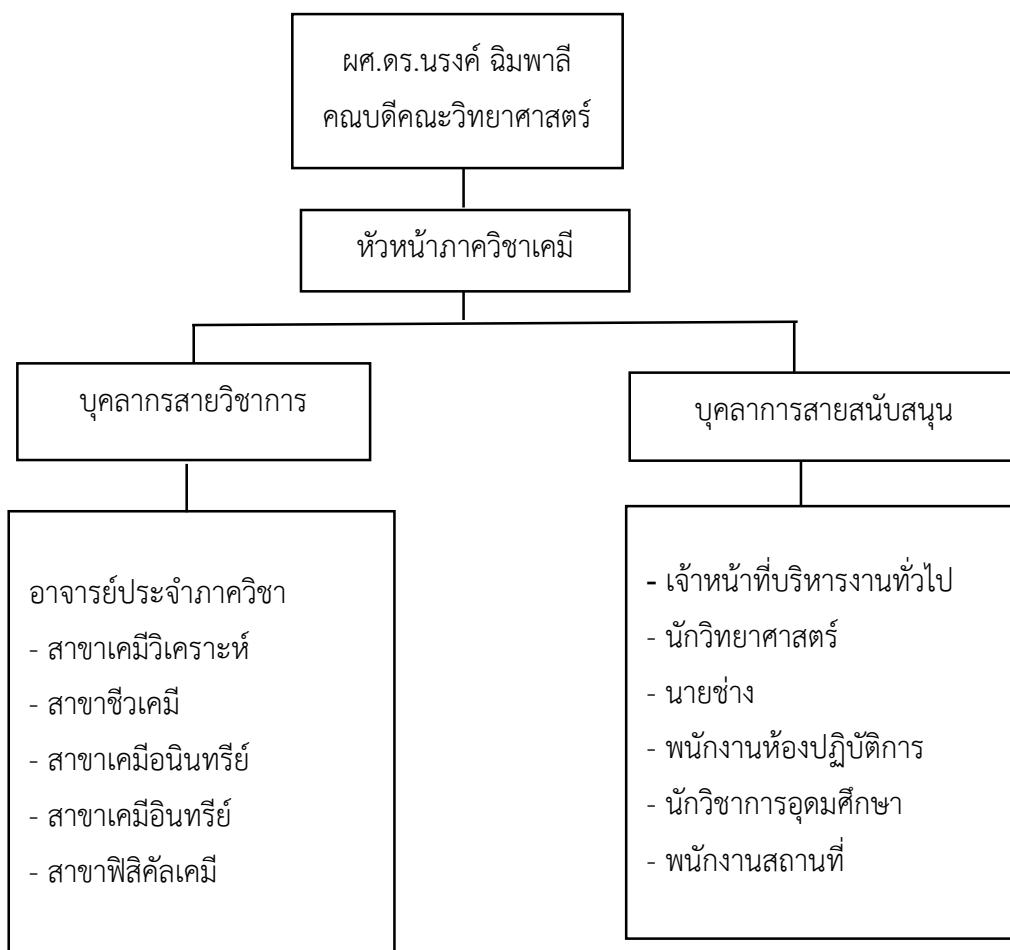 ผศ.ดร.นรงค์ ฉิมพาลี
คณบดีคณะวิทยาศาสตร์
หัวหน้าภาควิชาเคมี
บุคลากรสายวิชาการ
บุคลาการสายสนับสนุน
อาจารย์ประจำภาควิชา
- สาขาเคมีวิเคราะห์
- สาขาชีวเคมี
- สาขาเคมีอนินทรีย์
- สาขาเคมีอินทรีย์
- สาขาฟิสิคัลเคมี
- เจ้าหน้าที่บริหารงานทั่วไป
- นักวิทยาศาสตร์
- นายช่าง
- พนักงานห้องปฏิบัติการ
- นักวิชาการอุดมศึกษา
- พนักงานสถานที่